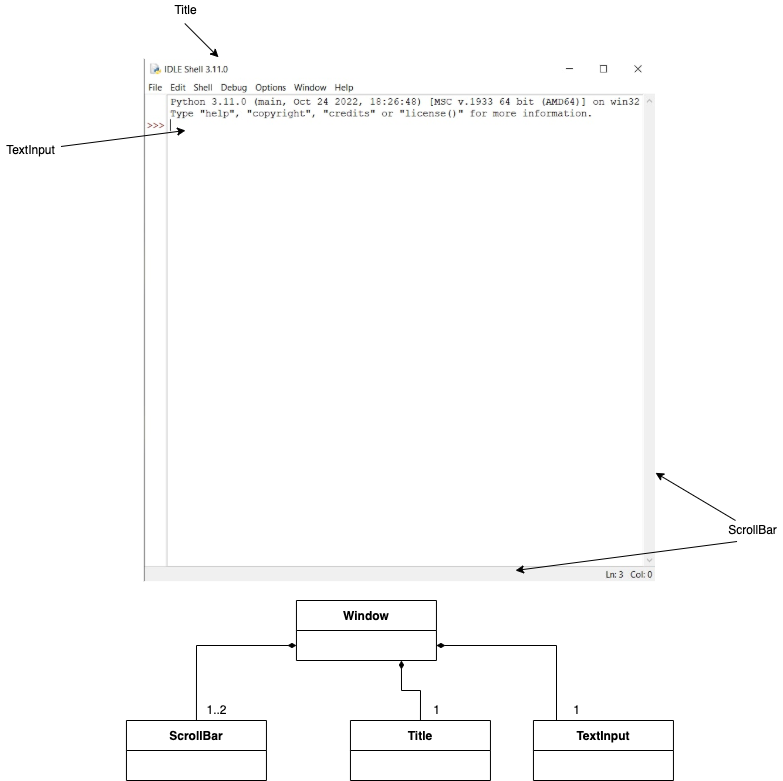 Title
IDLE Shell 3.11.0
File Edit Shell Debug Options Window Help
Python 3.11.0 (main, Oct 24 2022, 18:26:48) [MSC v.1933 64 bit (AMD64)] on win32
Type "help", "copyright", "credits" or "license()" for more information.
>>>
TextInput
ScrollBar
Ln: 3 Col: 0
Window
1..2
1
1
ScrollBar
Title
TextInput